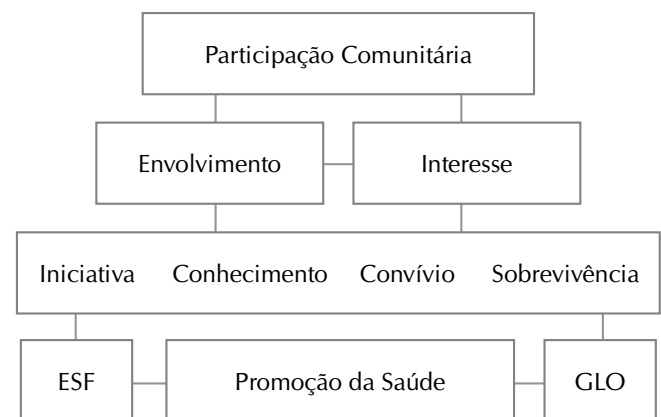 Participação Comunitária
Envolvimento Interesse
Iniciativa Conhecimento Convívio Sobrevivência
ESF Promoção da Saúde GLO